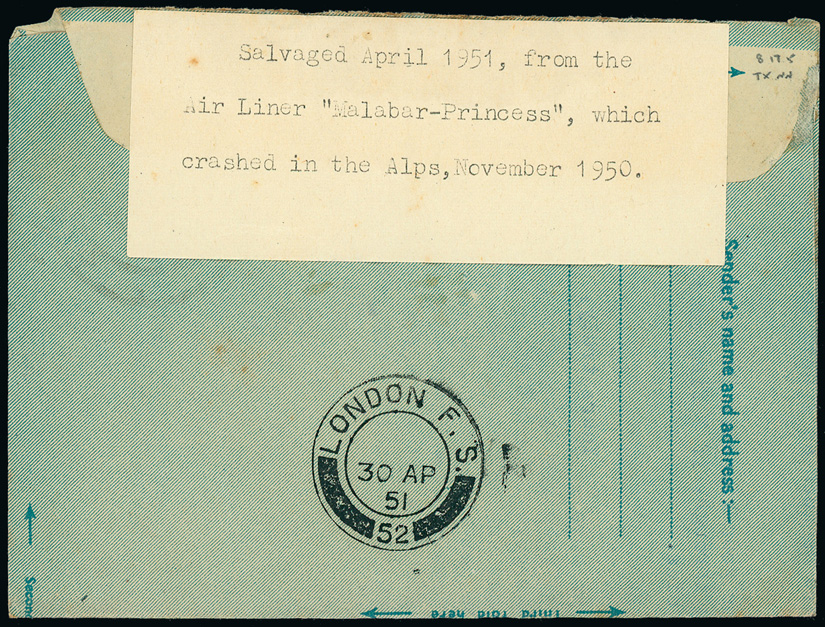 Salvaged April 1951, from the
Air Liner "Malabar-Princess", which
crashed in the Alps, November 1950.
Sender's name and address :—
LONDON F. S.
30 AP
51
52
Second
Third fold here